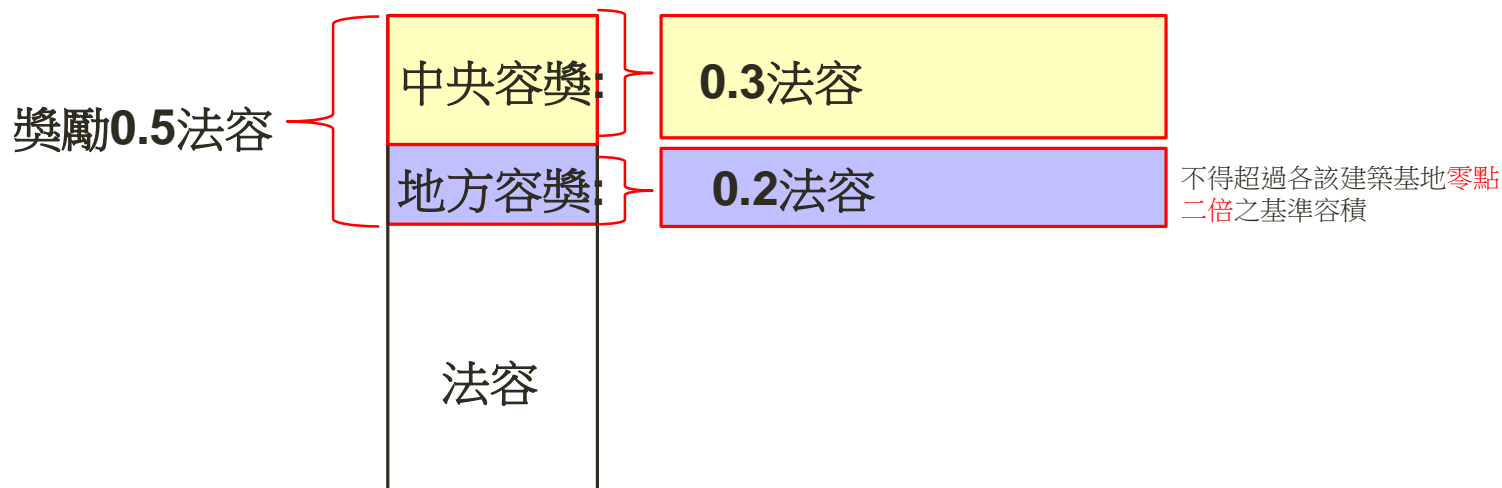 中央容獎:
0.3法容
獎勵0.5法容
地方容獎:
0.2法容
不得超過各該建築基地零點
二倍之基準容積
法容